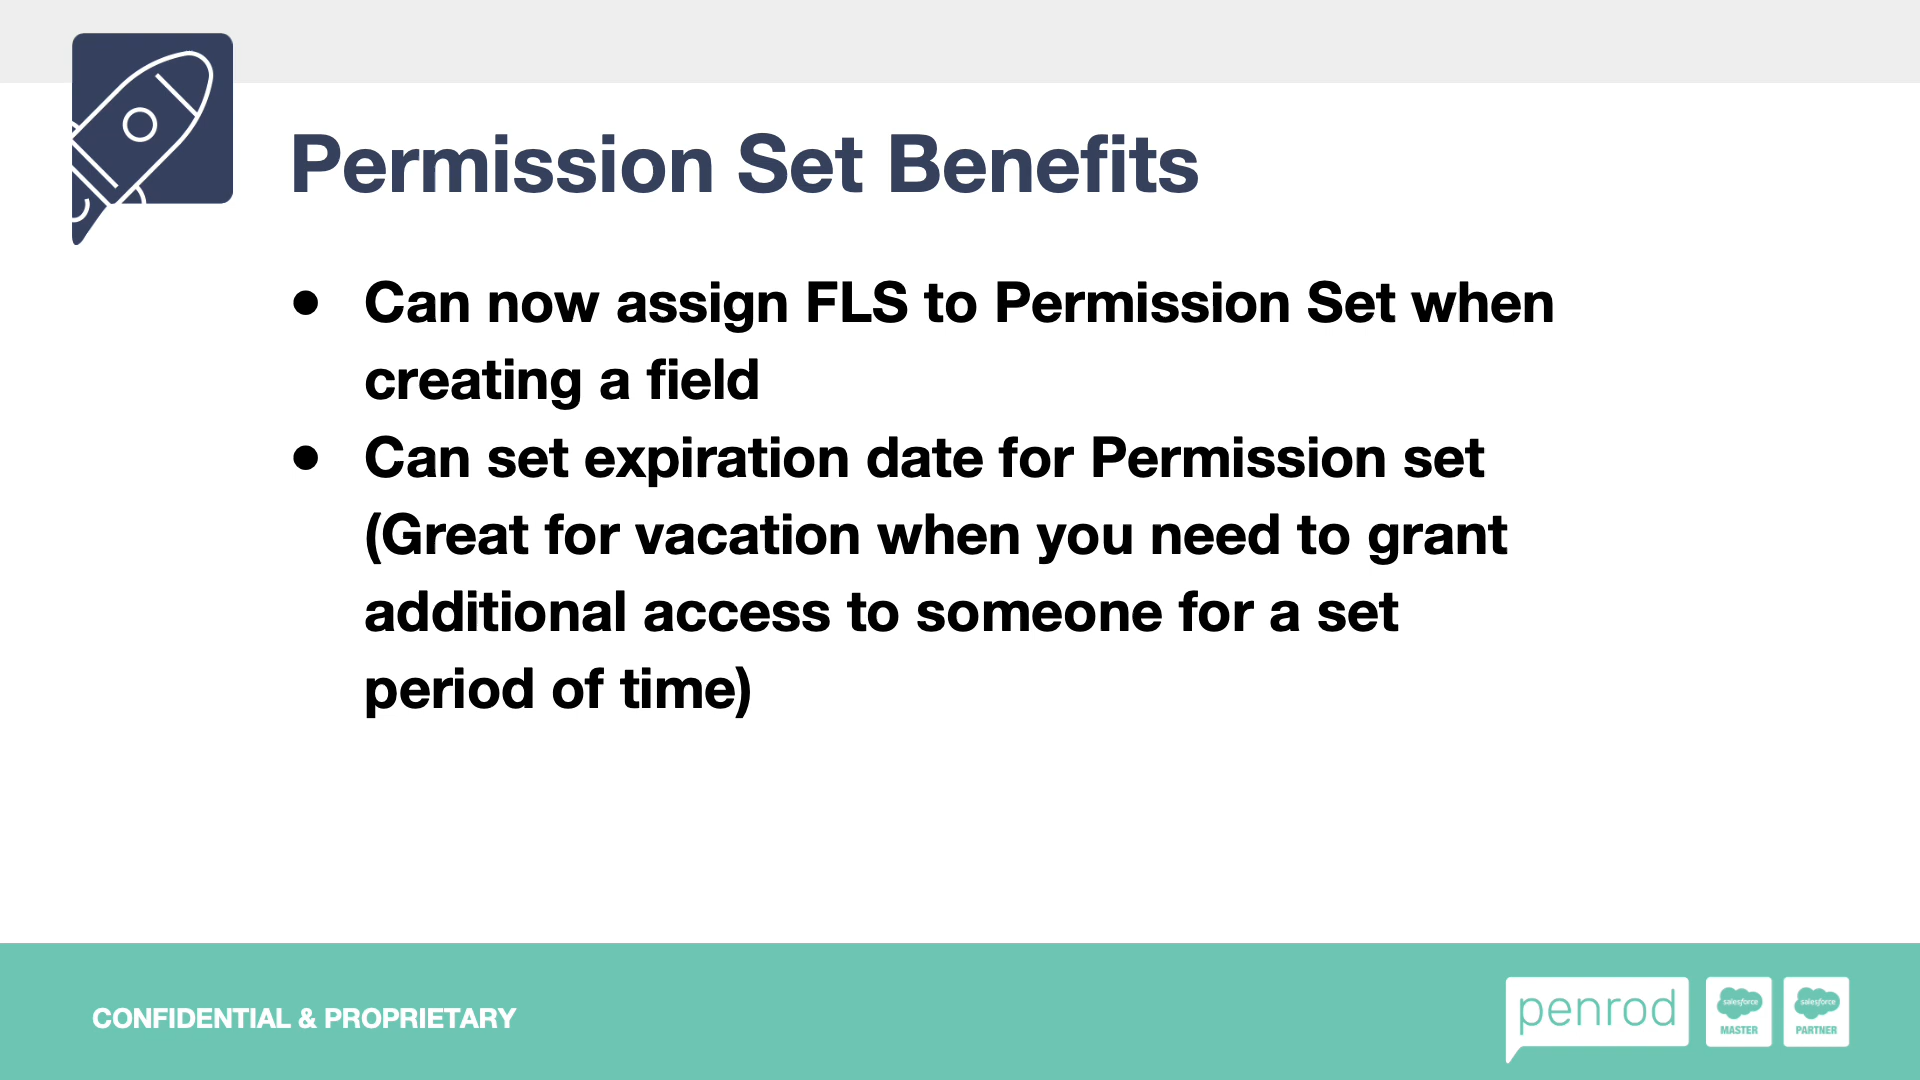 Permission Set Benefits
● Can now assign FLS to Permission Set when
creating a field
● Can set expiration date for Permission set
(Great for vacation when you need to grant
additional access to someone for a set
period of time)
CONFIDENTIAL & PROPRIETARY
penrod
salesforce
MASTER
salesforce
PARTNER